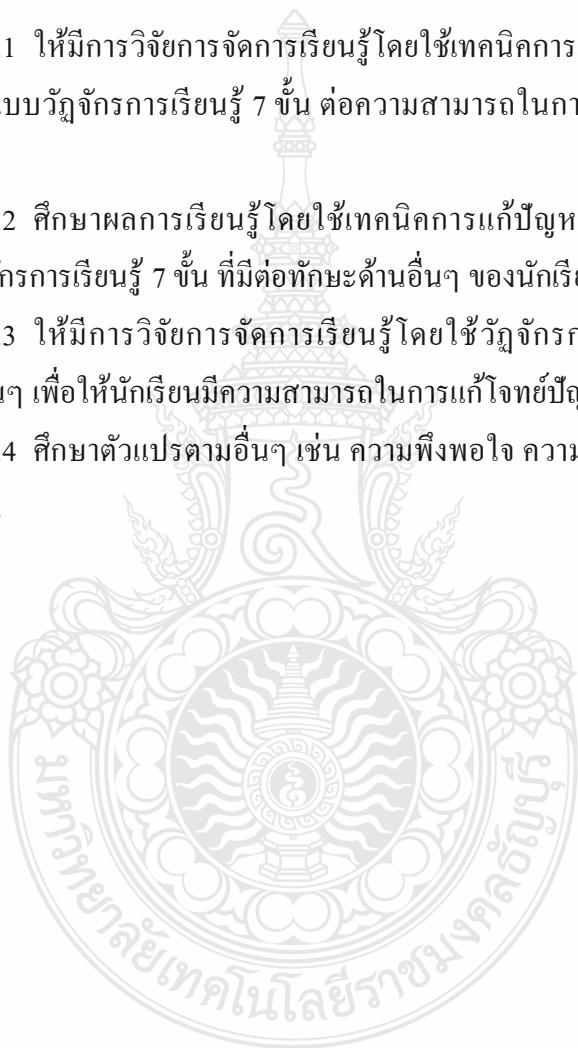 .1 ให้มีการวิจัยการจัดการเรียนรู้โดยใช้เทคนิคการ
แบบวัฏจักรการเรียนรู้ 7 ขั้น ต่อความสามารถในกา
.2 ศึกษาผลการเรียนรู้โดยใช้เทคนิคการแก้ปัญห
จักรการเรียนรู้ 7 ขั้น ที่มีต่อทักษะด้านอื่นๆ ของนักเรีย
.3 ให้มีการวิจัยการจัดการเรียนรู้โดยใช้วัฏจักรก
นๆ เพื่อให้นักเรียนมีความสามารถในการแก้โจทย์ปัญ
.4 ศึกษาตัวแปรตามอื่นๆ เช่น ความพึงพอใจ ความ
มหาวิทยาลัยเทคโนโลยีราชมงคลธัญบุรี